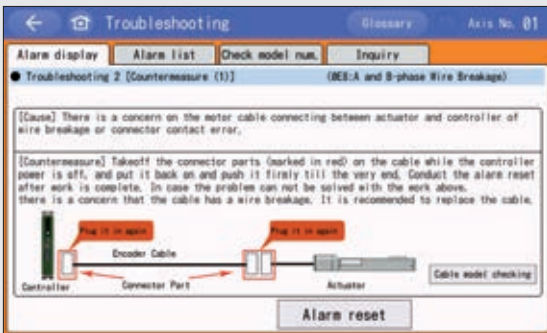 Troubleshooting
Glossary
Axis No. 01
Alarm display
Alarm list
Check model num.
Inquiry
● Troubleshooting 2 [Countermeasure (1)] (0E8:A and B-phase Wire Breakage)
[Cause] There is a concern on the motor cable connecting between actuator and controller of
wire breakage or connector contact error.
[Countermeasure] Takeoff the connector parts (marked in red) on the cable while the controller
power is off, and put it back on and push it firmly till the very end. Conduct the alarm reset
after work is complete. In case the problem can not be solved with the work above.
there is a concern that the cable has a wire breakage. It is recomended to replace the cable.
Plug it in again
Plug it in again
Encoder Cable
Controller
Connector Part
Actuator
Cable model checking
Alarm reset